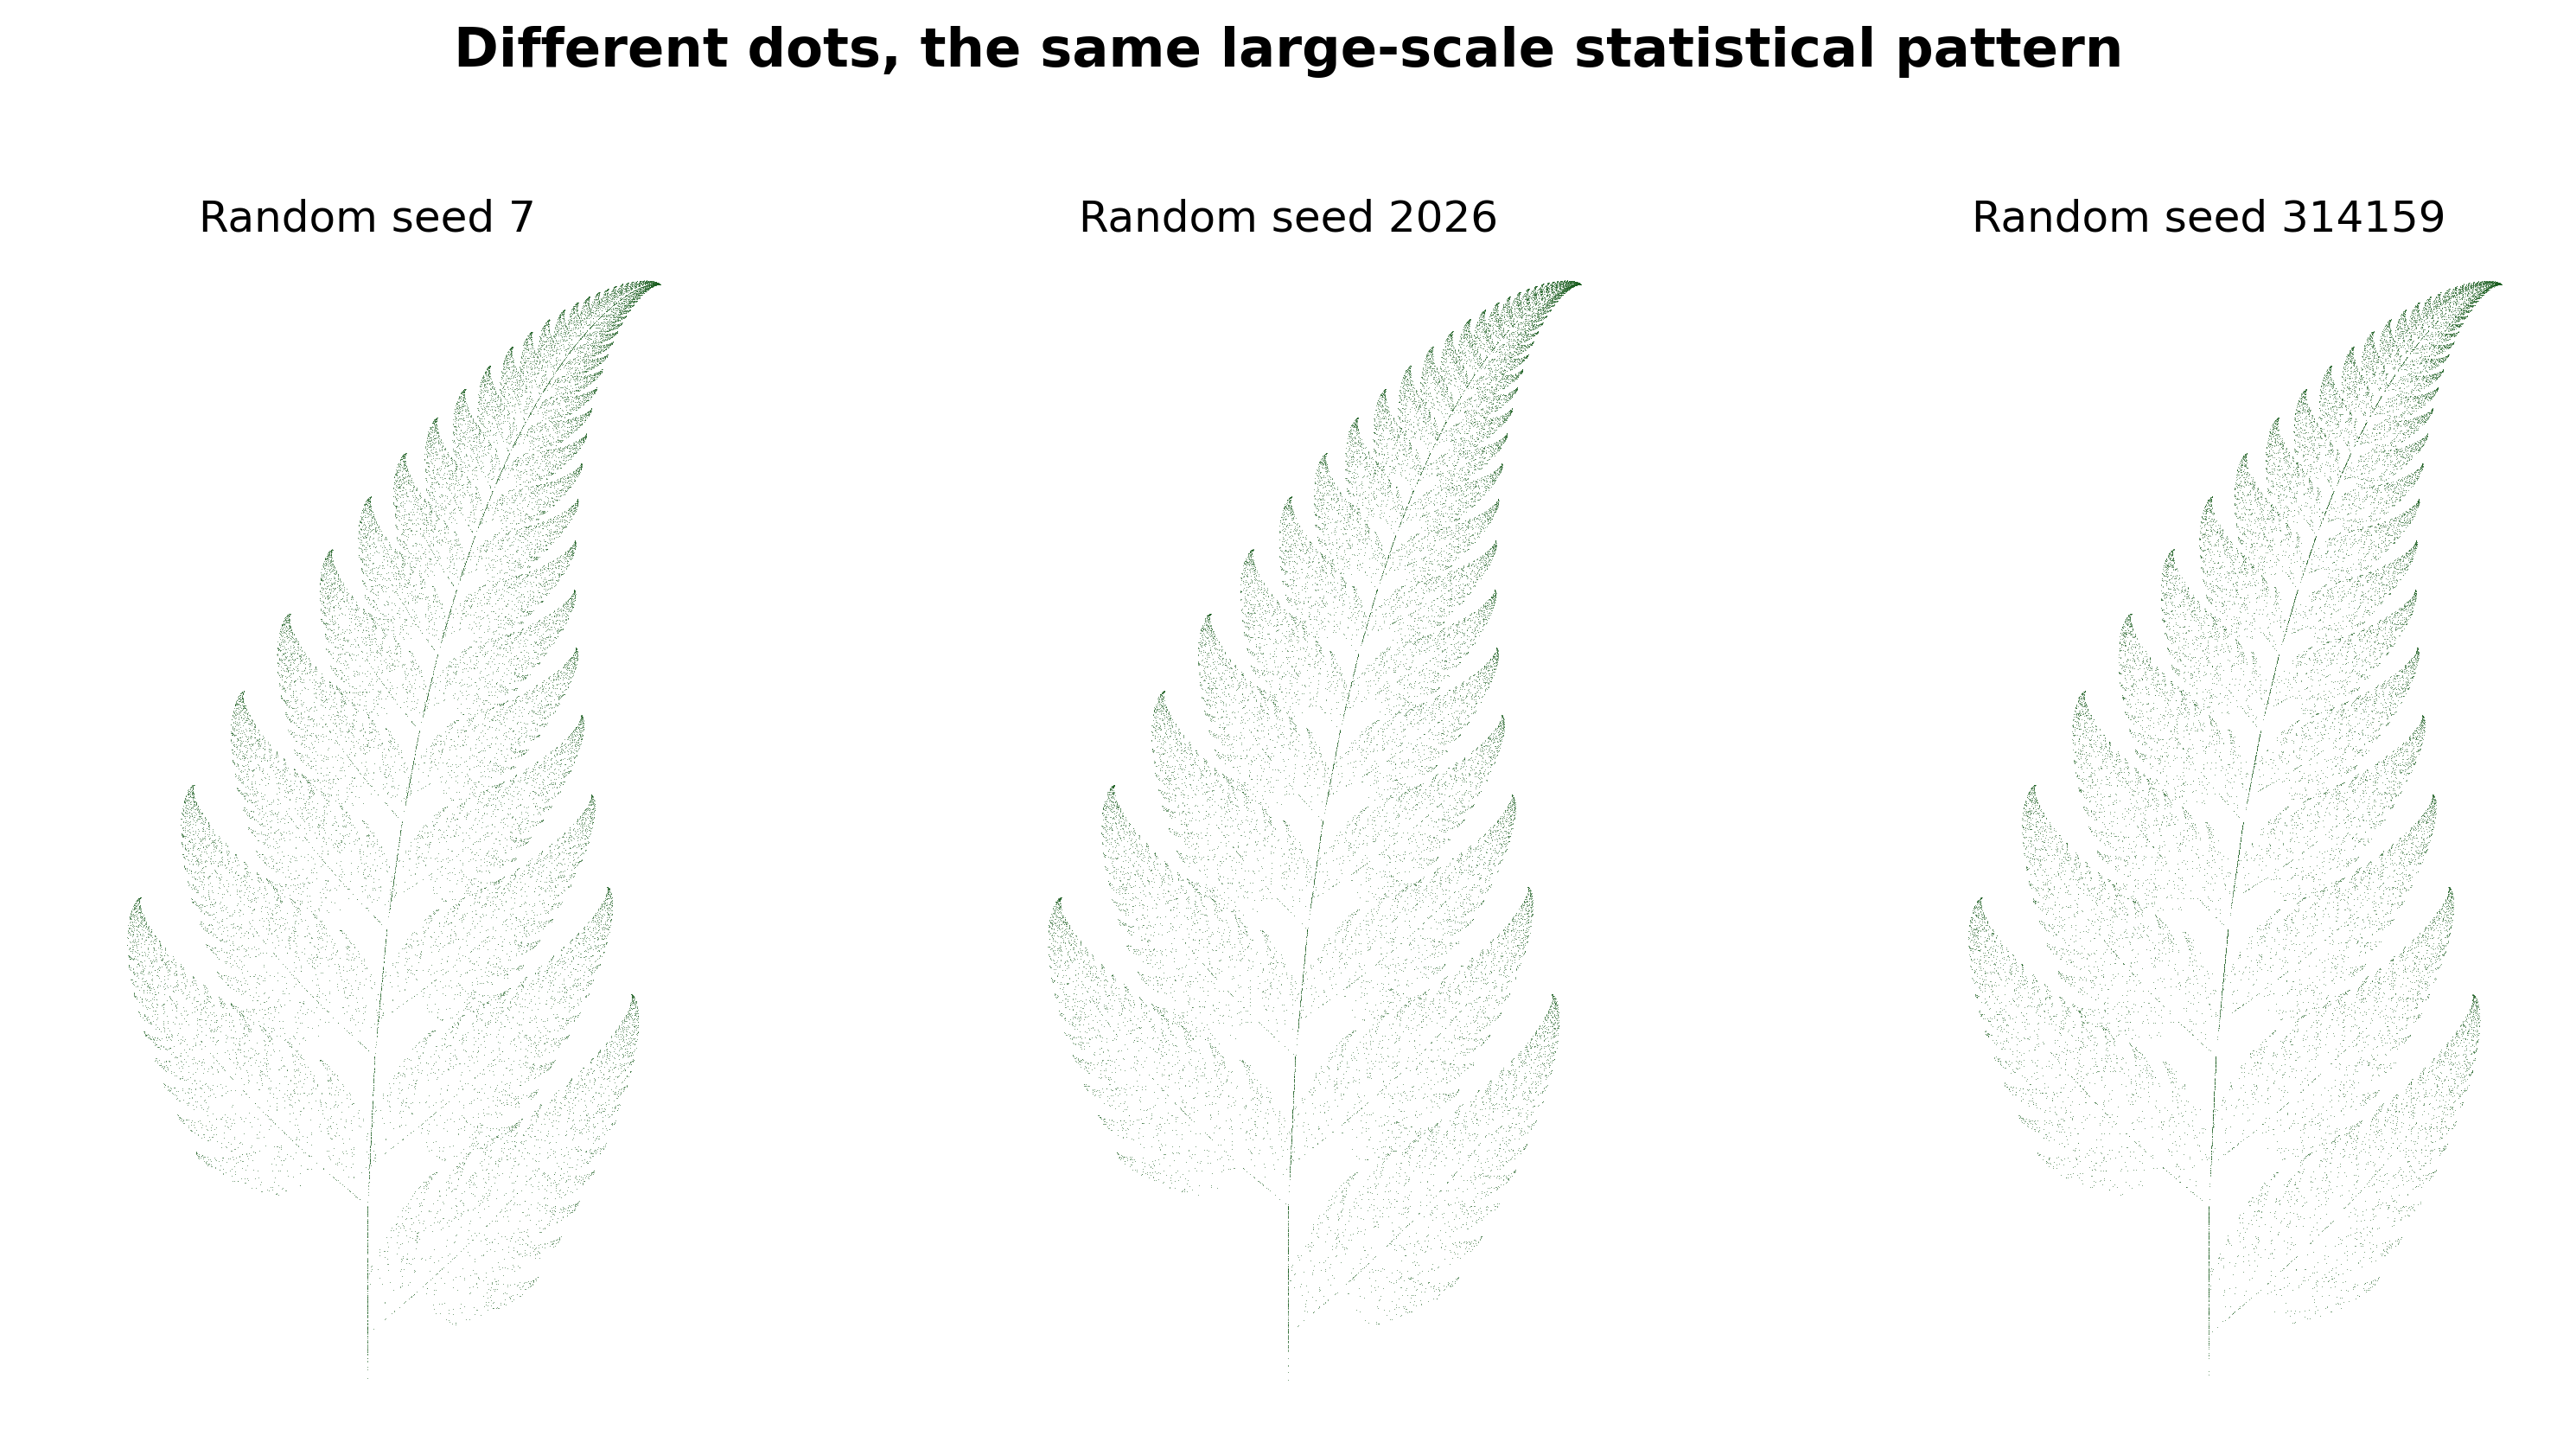 Different dots, the same large-scale statistical pattern
Random seed 7
Random seed 2026
Random seed 314159